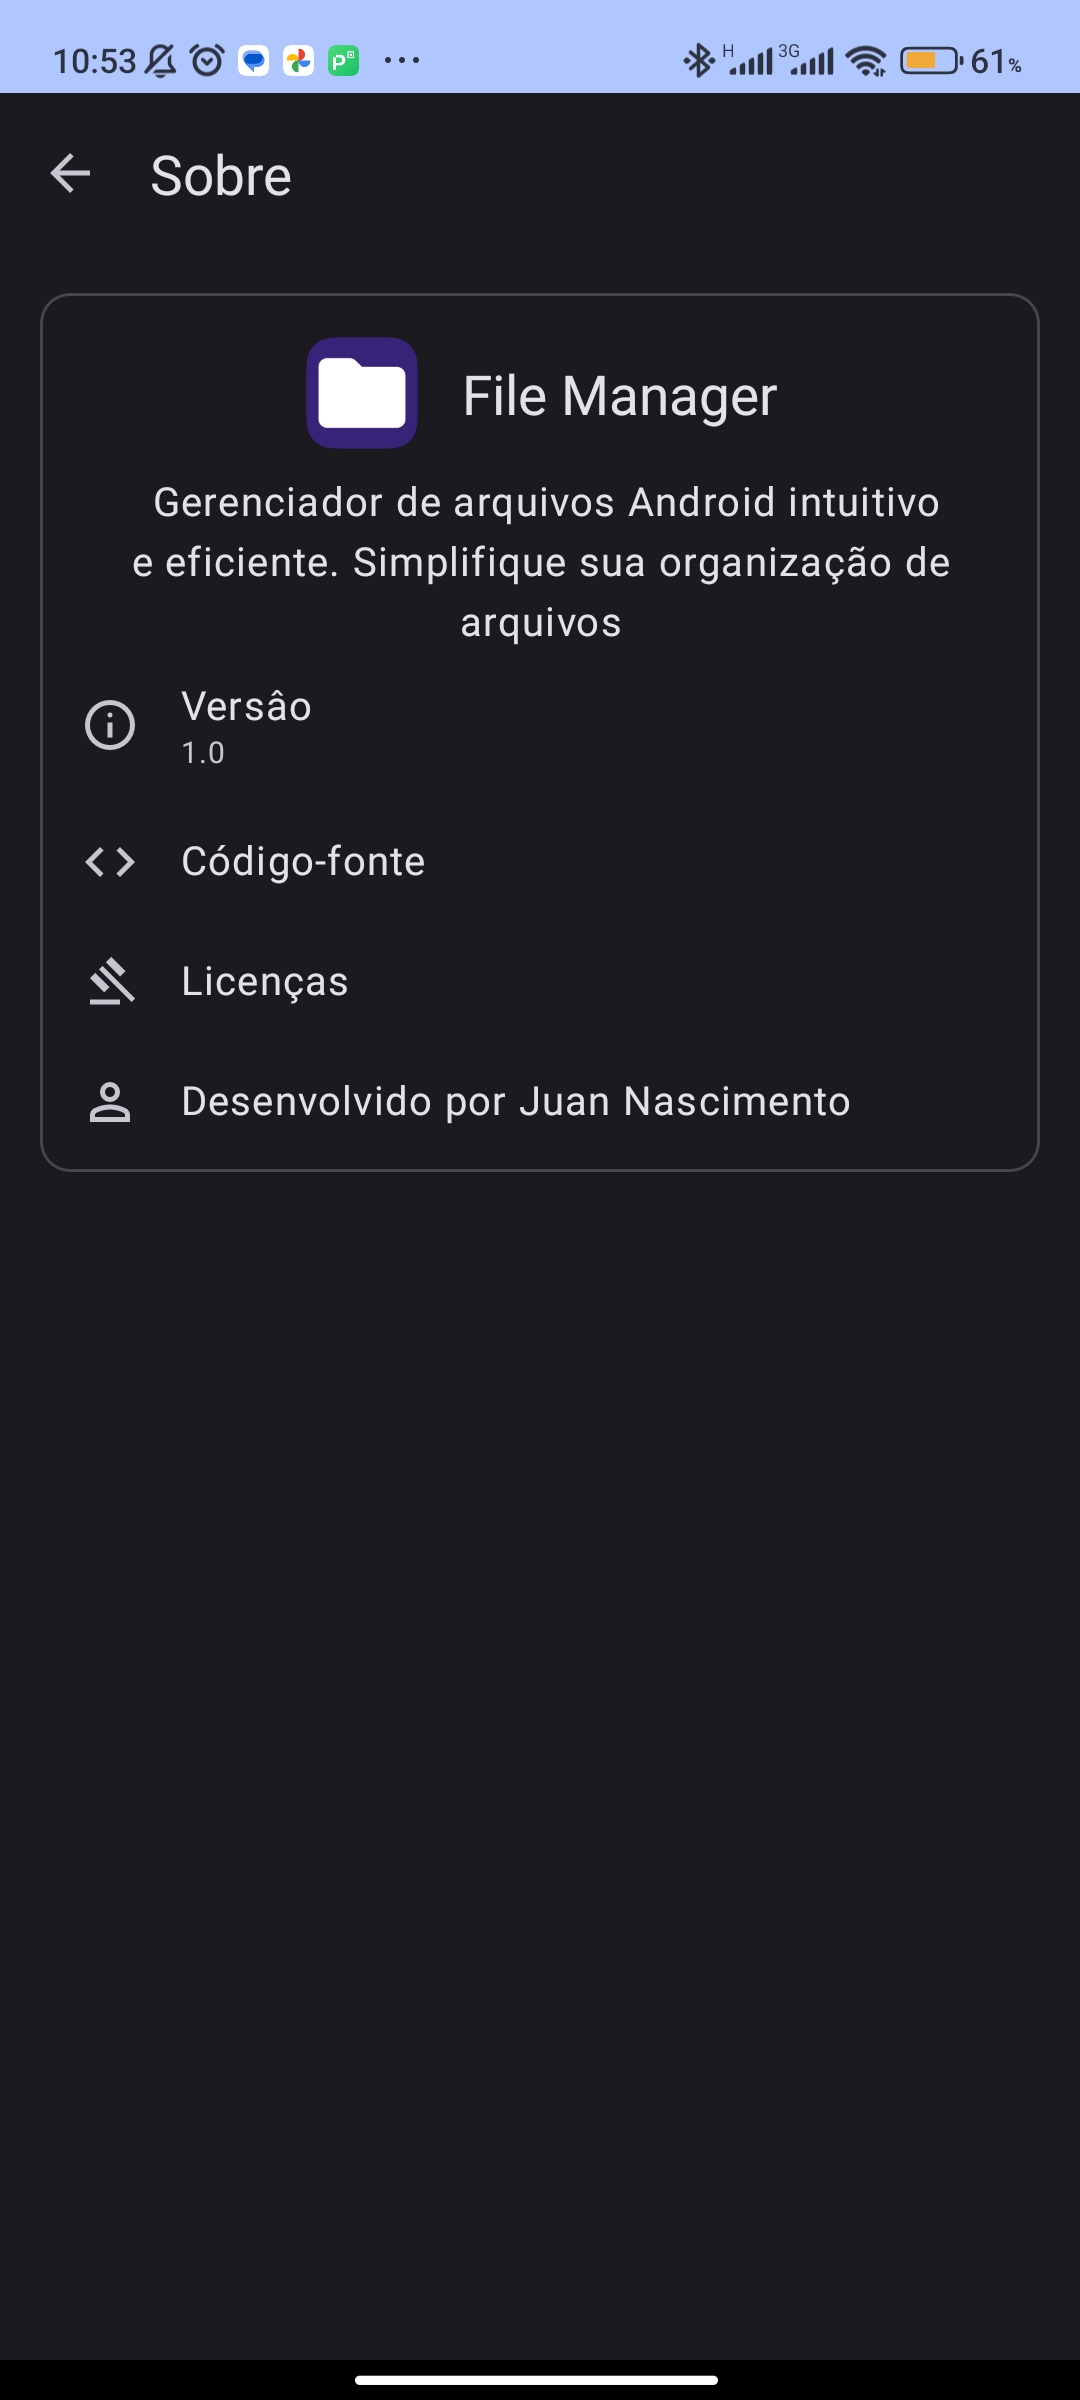 10:53 H 3G 61%
Sobre
File Manager
Gerenciador de arquivos Android intuitivo
e eficiente. Simplifique sua organização de
arquivos
Versâo
1.0
Código-fonte
Licenças
Desenvolvido por Juan Nascimento